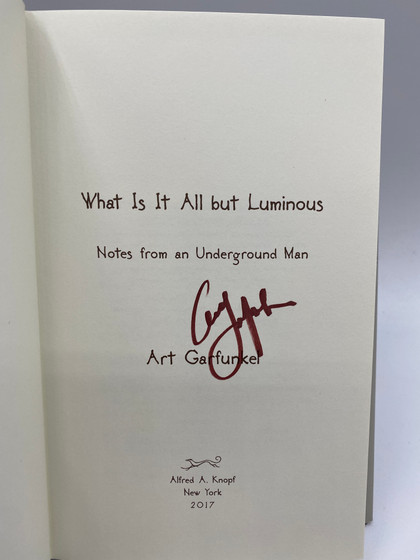 What Is It All but Luminous
Notes from an Underground Man
Art Garfunkel
Alfred A. Knopf
New York
2017